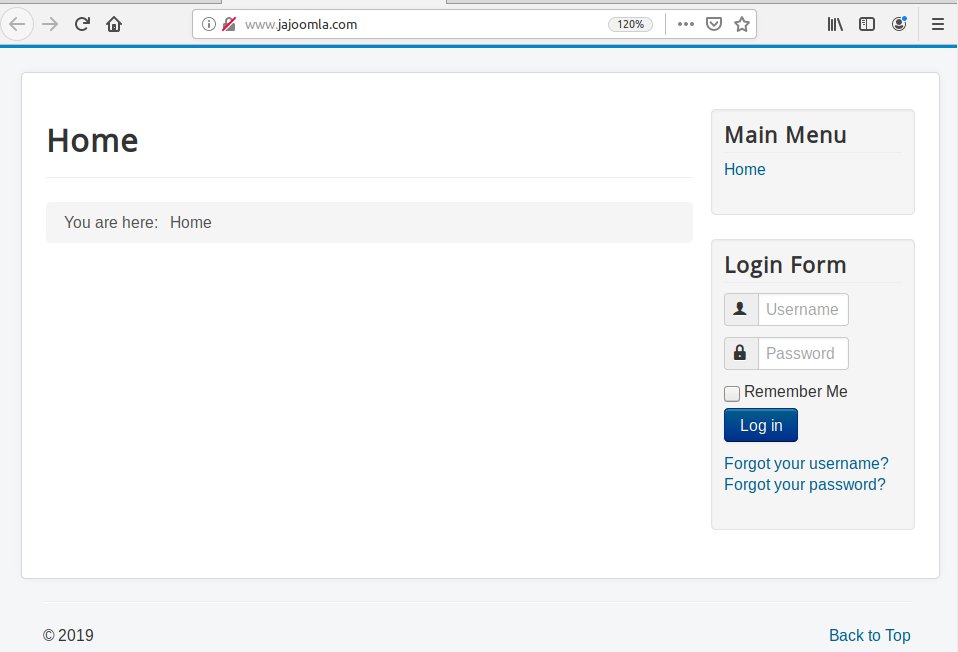 www.jajoomla.com
120%
Home
You are here: Home
Main Menu
Home
Login Form
Username
Password
Remember Me
Log in
Forgot your username?
Forgot your password?
© 2019
Back to Top